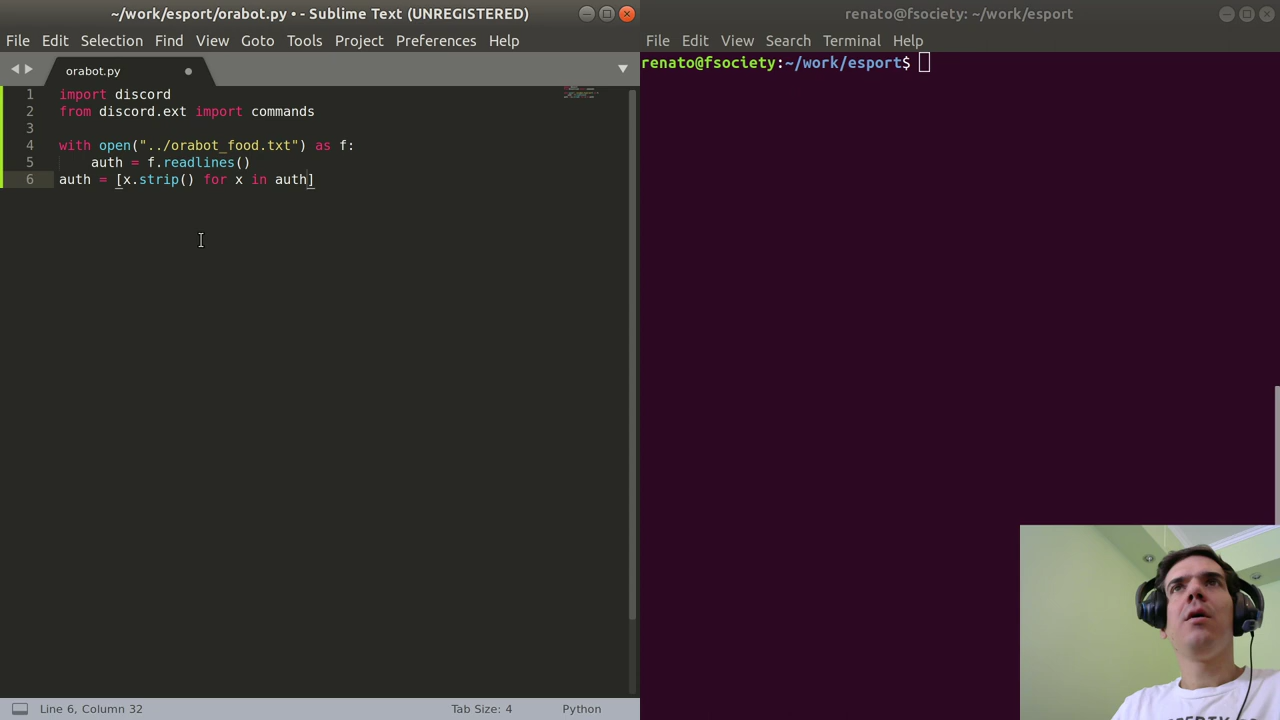 ~/work/esport/orabot.py • - Sublime Text (UNREGISTERED)
File Edit Selection Find View Goto Tools Project Preferences Help
orabot.py
1 import discord
2 from discord.ext import commands
3
4 with open("../orabot_food.txt") as f:
5 auth = f.readlines()
6 auth = [x.strip() for x in auth]
Line 6, Column 32
Tab Size: 4
Python
renato@fsociety: ~/work/esport
File Edit View Search Terminal Help
renato@fsociety:~/work/esport$